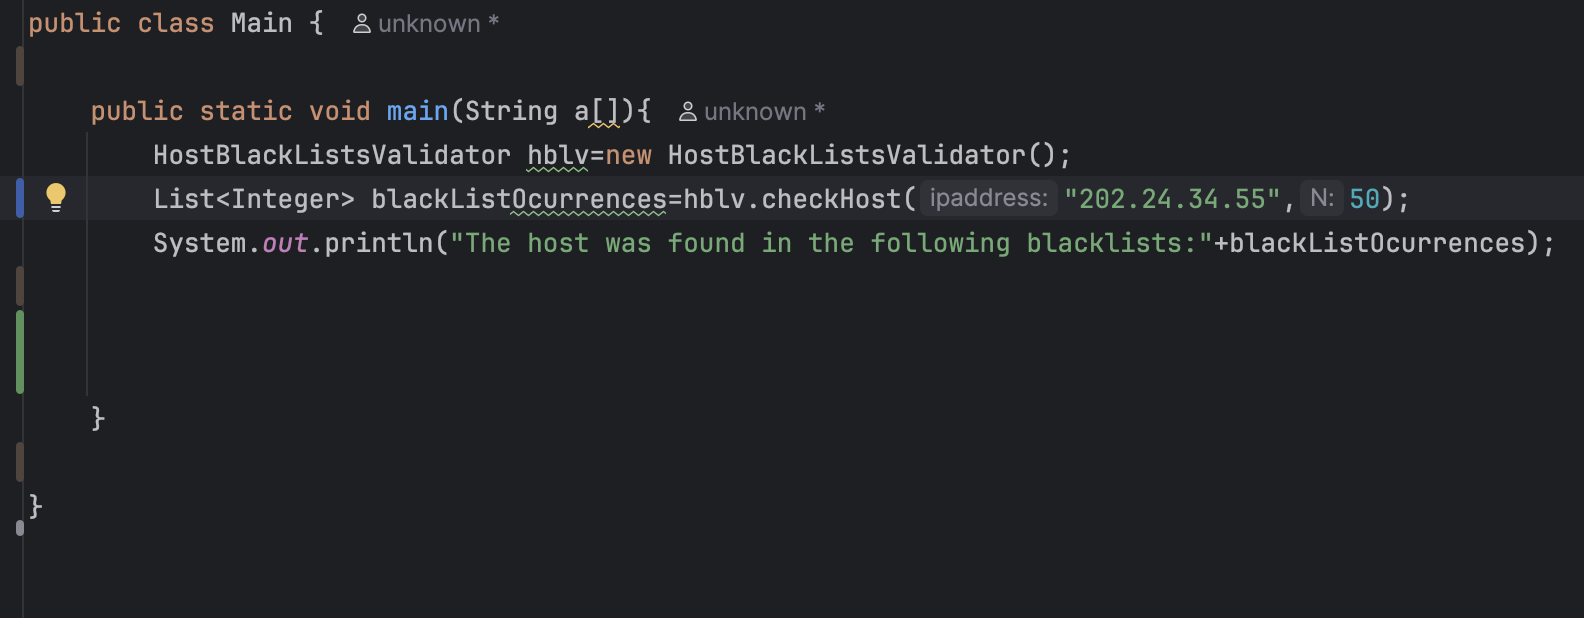 public class Main { unknown *
public static void main(String a[]){ unknown *
HostBlackListsValidator hblv=new HostBlackListsValidator();
List<Integer> blackListOcurrences=hblv.checkHost( ipaddress: "202.24.34.55", N: 50);
System.out.println("The host was found in the following blacklists:"+blackListOcurrences);
}
}